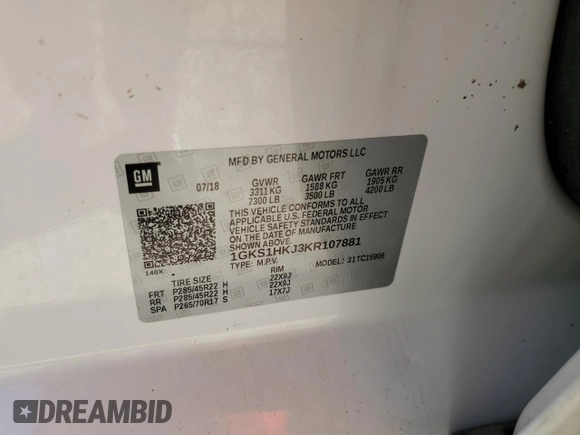 MFD BY GENERAL MOTORS LLC
GM
07/18 GVWR GAWR FRT GAWR RR
3311 KG 1588 KG 1905 KG
7300 LB 3500 LB 4200 LB
THIS VEHICLE CONFORMS TO ALL
APPLICABLE U.S. FEDERAL MOTOR
VEHICLE SAFETY STANDARDS IN EFFECT
ON THE DATE OF MANUFACTURE
1GKS1HKJ3KR107881
TYPE: M.P.V. MODEL: 31TC15906
140X
TIRE SIZE RIM
FRT P285/45R22 H 22X9J
RR P285/45R22 H 22X9J
SPA P265/70R17 S 17X7J
DREAMBID